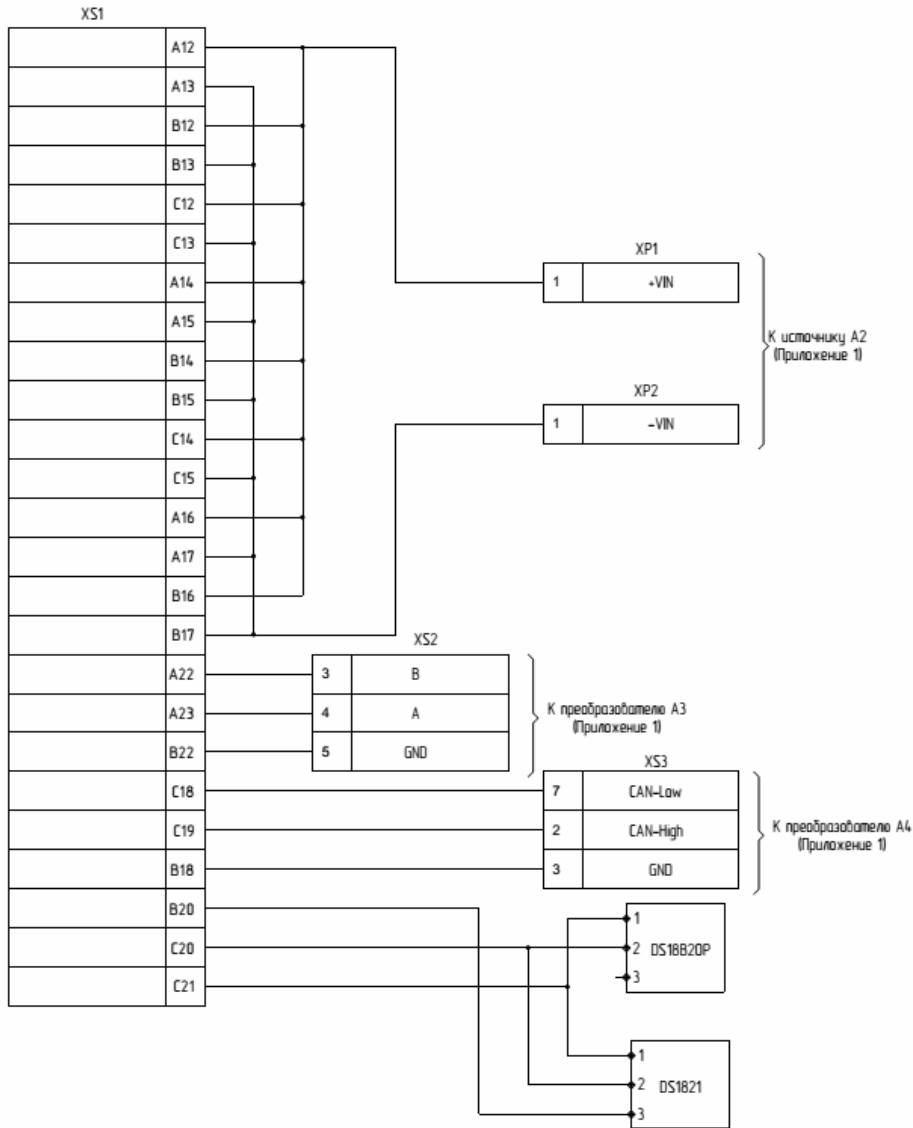 XS1
A12
A13
B12
B13
C12
C13
A14
A15
B14
B15
C14
C15
A16
A17
B16
B17
A22
A23
B22
C18
C19
B18
B20
C20
C21
XP1
1 +VIN
XP2
1 -VIN
К источнику А2
(Приложение 1)
XS2
3 B
4 A
5 GND
К преобразователю А3
(Приложение 1)
XS3
7 CAN-Low
2 CAN-High
3 GND
К преобразователю А4
(Приложение 1)
1
2 DS18B20P
3
1
2 DS1821
3